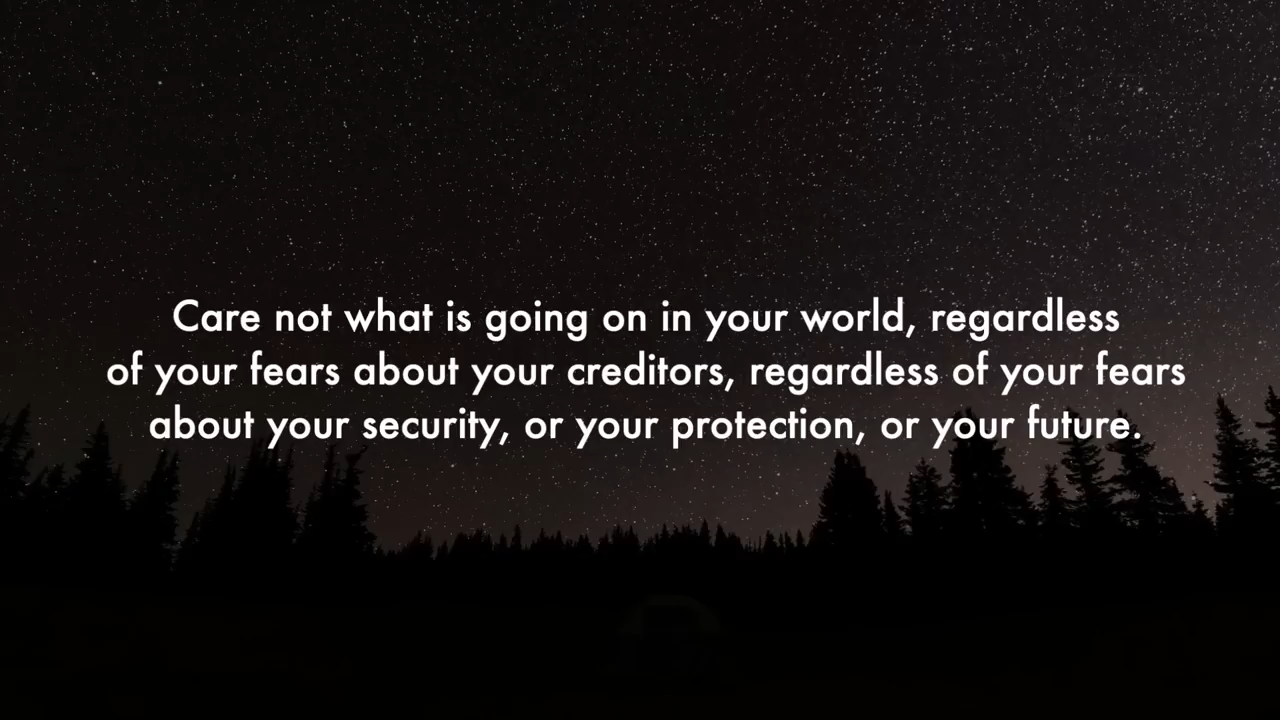 Care not what is going on in your world, regardless
of your fears about your creditors, regardless of your fears
about your security, or your protection, or your future.